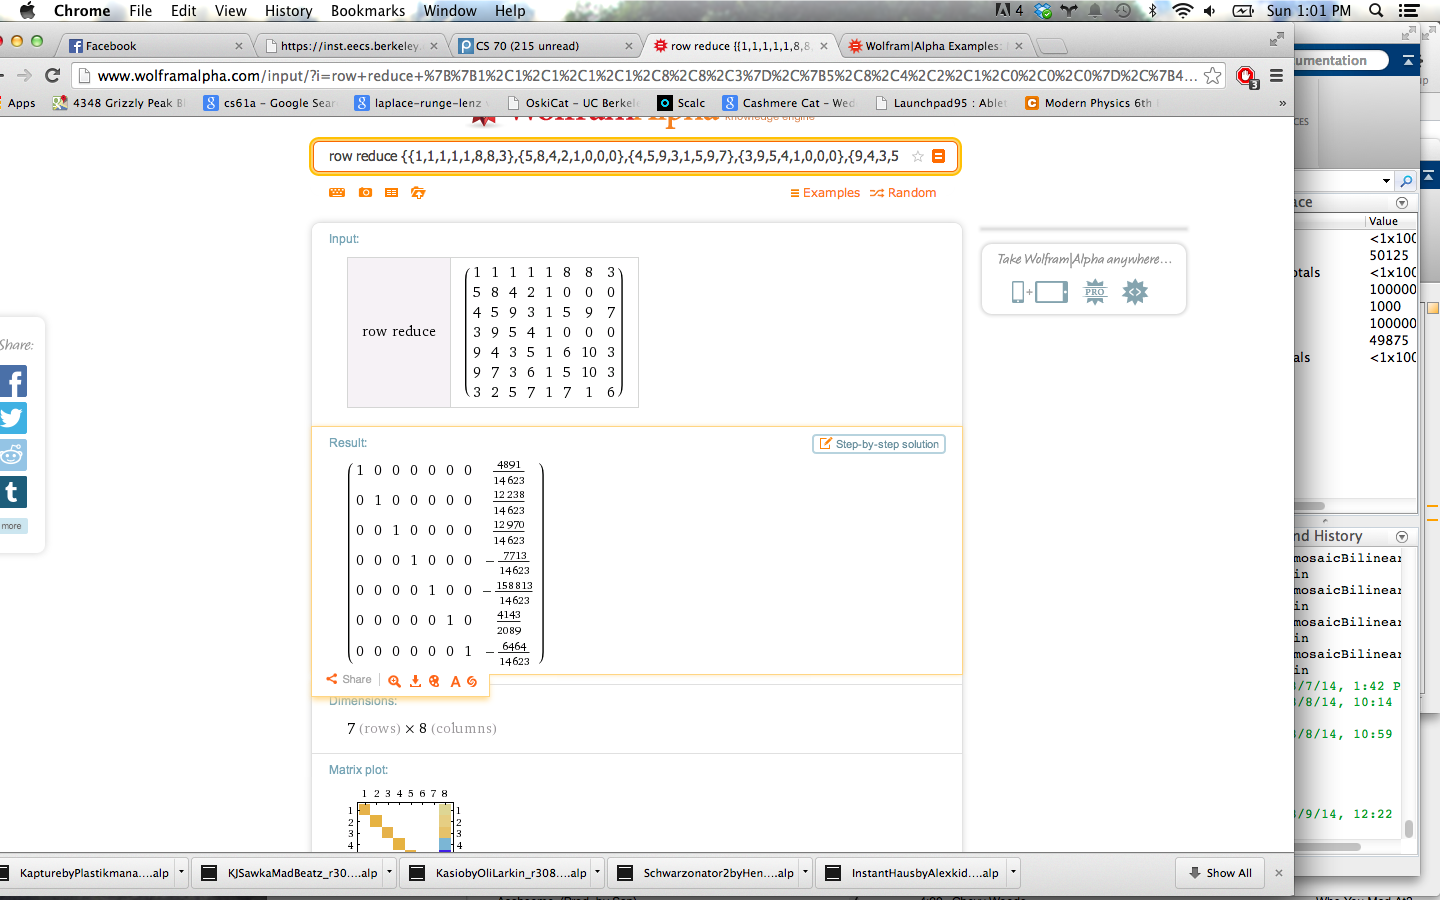 Chrome File Edit View History Bookmarks Window Help 4 Sun 1:01 PM
Facebook https://inst.eecs.berkeley. CS 70 (215 unread) row reduce {{1,1,1,1,1,8,8, Wolfram|Alpha Examples:
www.wolframalpha.com/input/?i=row+reduce+%7B%7B1%2C1%2C1%2C1%2C1%2C8%2C8%2C3%7D%2C%7B5%2C8%2C4%2C2%2C1%2C0%2C0%2C0%7D%2C%7B4... 3
Apps 4348 Grizzly Peak B cs61a – Google Sear laplace-runge-lenz OskiCat – UC Berkel Scalc Cashmere Cat – Wed Launchpad95 : Able Modern Physics 6th »
umentation
knowledge engine
row reduce {{1,1,1,1,1,8,8,3},{5,8,4,2,1,0,0,0},{4,5,9,3,1,5,9,7},{3,9,5,4,1,0,0,0},{9,4,3,5
Examples Random
Input:
row reduce
1 1 1 1 1 8 8 3
5 8 4 2 1 0 0 0
4 5 9 3 1 5 9 7
3 9 5 4 1 0 0 0
9 4 3 5 1 6 10 3
9 7 3 6 1 5 10 3
3 2 5 7 1 7 1 6
Result:
Step-by-step solution
1 0 0 0 0 0 0 4891/14623
0 1 0 0 0 0 0 12238/14623
0 0 1 0 0 0 0 12970/14623
0 0 0 1 0 0 0 −7713/14623
0 0 0 0 1 0 0 −158813/14623
0 0 0 0 0 1 0 4143/2089
0 0 0 0 0 0 1 −6464/14623
Share A
Dimensions:
7 (rows) × 8 (columns)
Matrix plot:
1 2 3 4 5 6 7 8
1 1
2 2
3 3
4 4
Take Wolfram|Alpha anywhere...
PRO
Share:
more
CES
ace
Value
<1x100
50125
otals <1x100
100000
1000
100000
49875
als <1x100
nd History
mosaicBilinear
in
mosaicBilinear
in
mosaicBilinear
in
mosaicBilinear
in
/7/14, 1:42 P
/8/14, 10:14
/8/14, 10:59
/9/14, 12:22
KapturebyPlastikmana....alp KJSawkaMadBeatz_r30....alp KasiobyOliLarkin_r308....alp Schwarzonator2byHen....alp InstantHausbyAlexkid....alp Show All